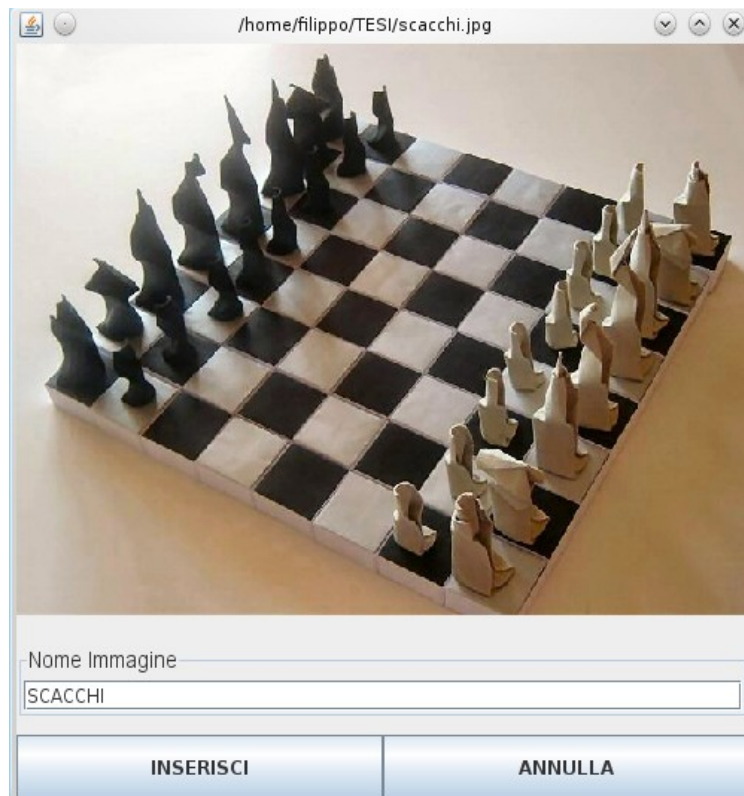 /home/filippo/TESI/scacchi.jpg
Nome Immagine
SCACCHI
INSERISCI
ANNULLA